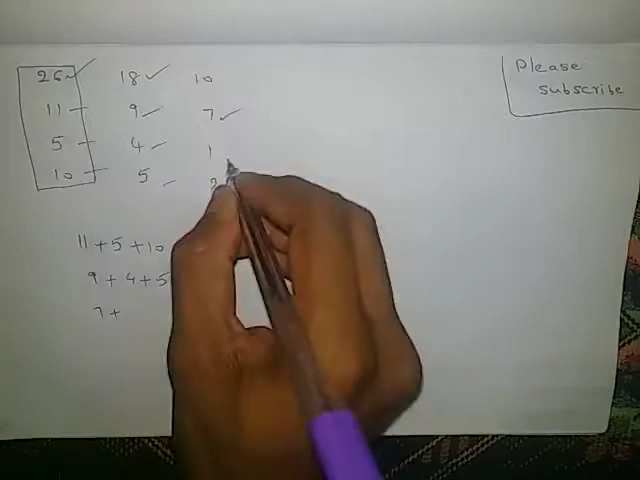 26 18 10
11 9 7
5 4 1
10 5 ?
11 + 5 + 10
9 + 4 + 5
7 +
Please
subscribe